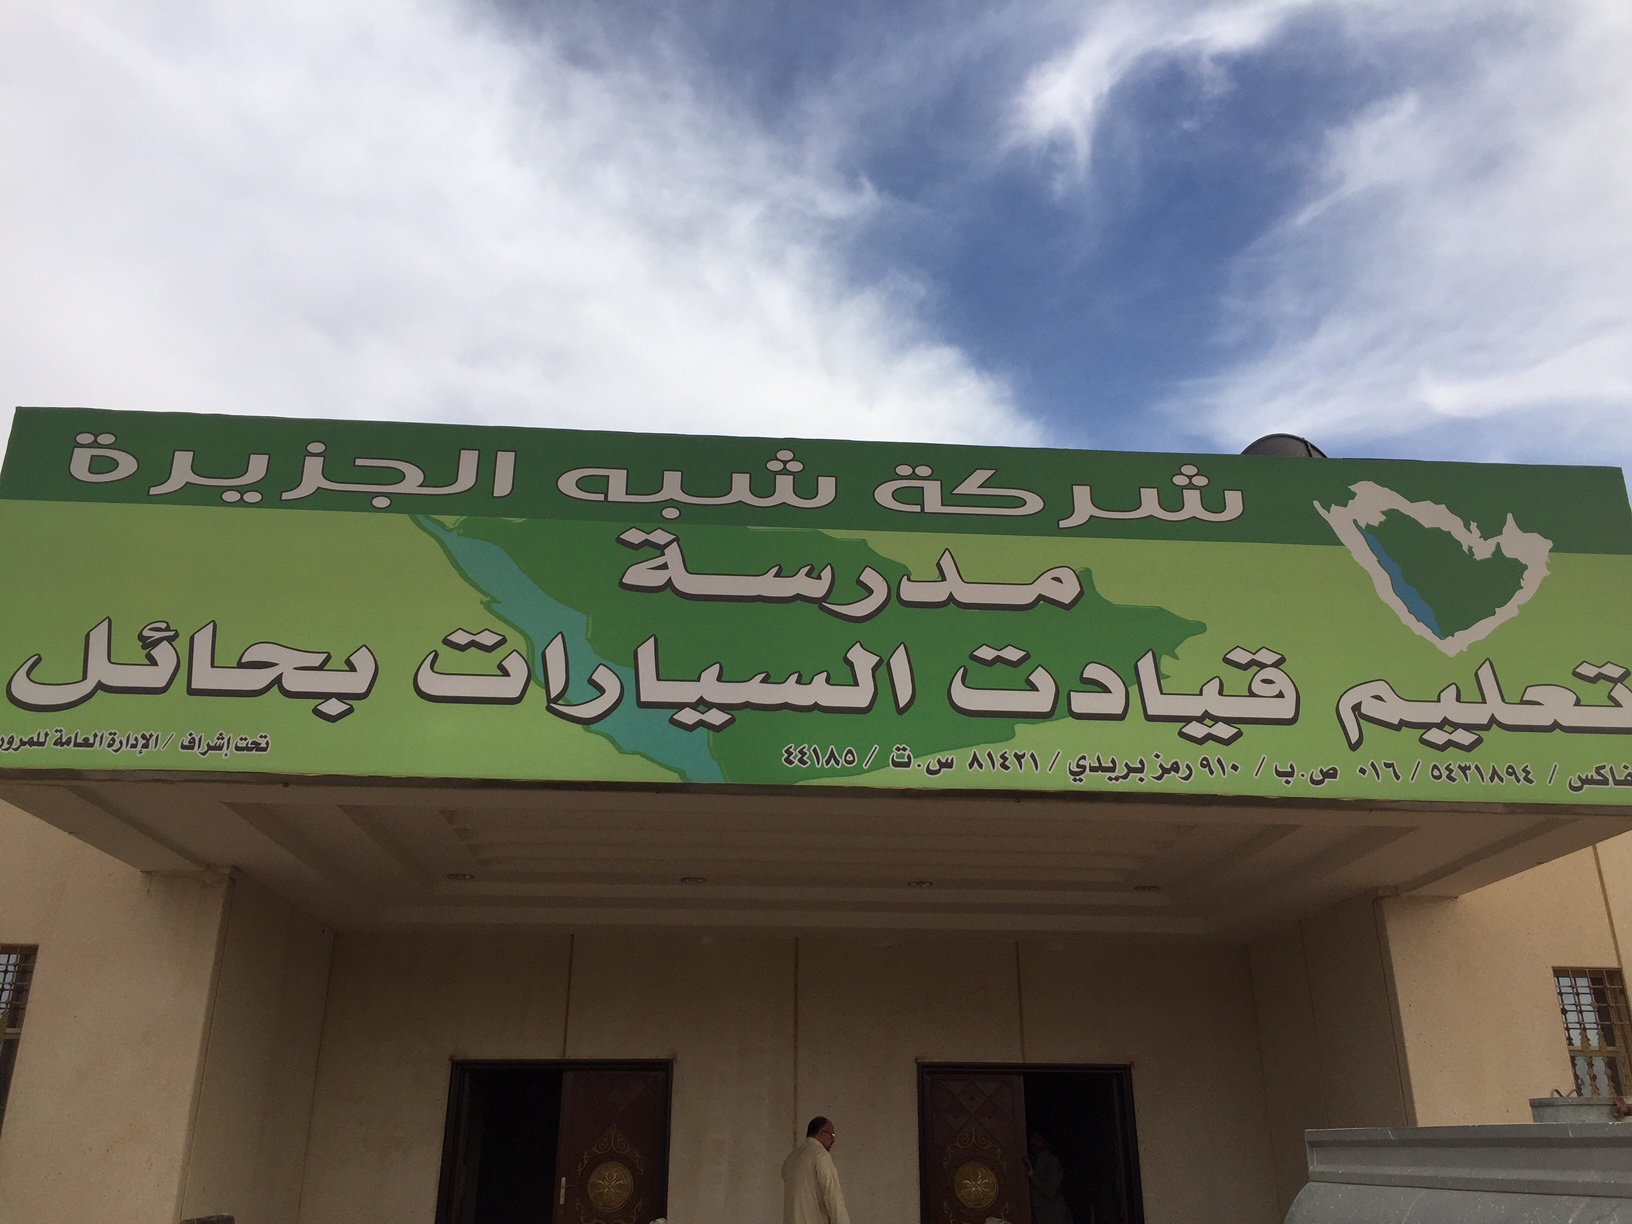 شركة شبه الجزيرة
مدرسة
تعليم قيادت السيارات بحائل
فاكس / ٥٤٣١٨٩٤ / ٠١٦ ص.ب / ٩١٠ رمز بريدي / ٨١٤٢١ س.ت / ٤٤١٨٥
تحت إشراف / الإدارة العامة للمرور